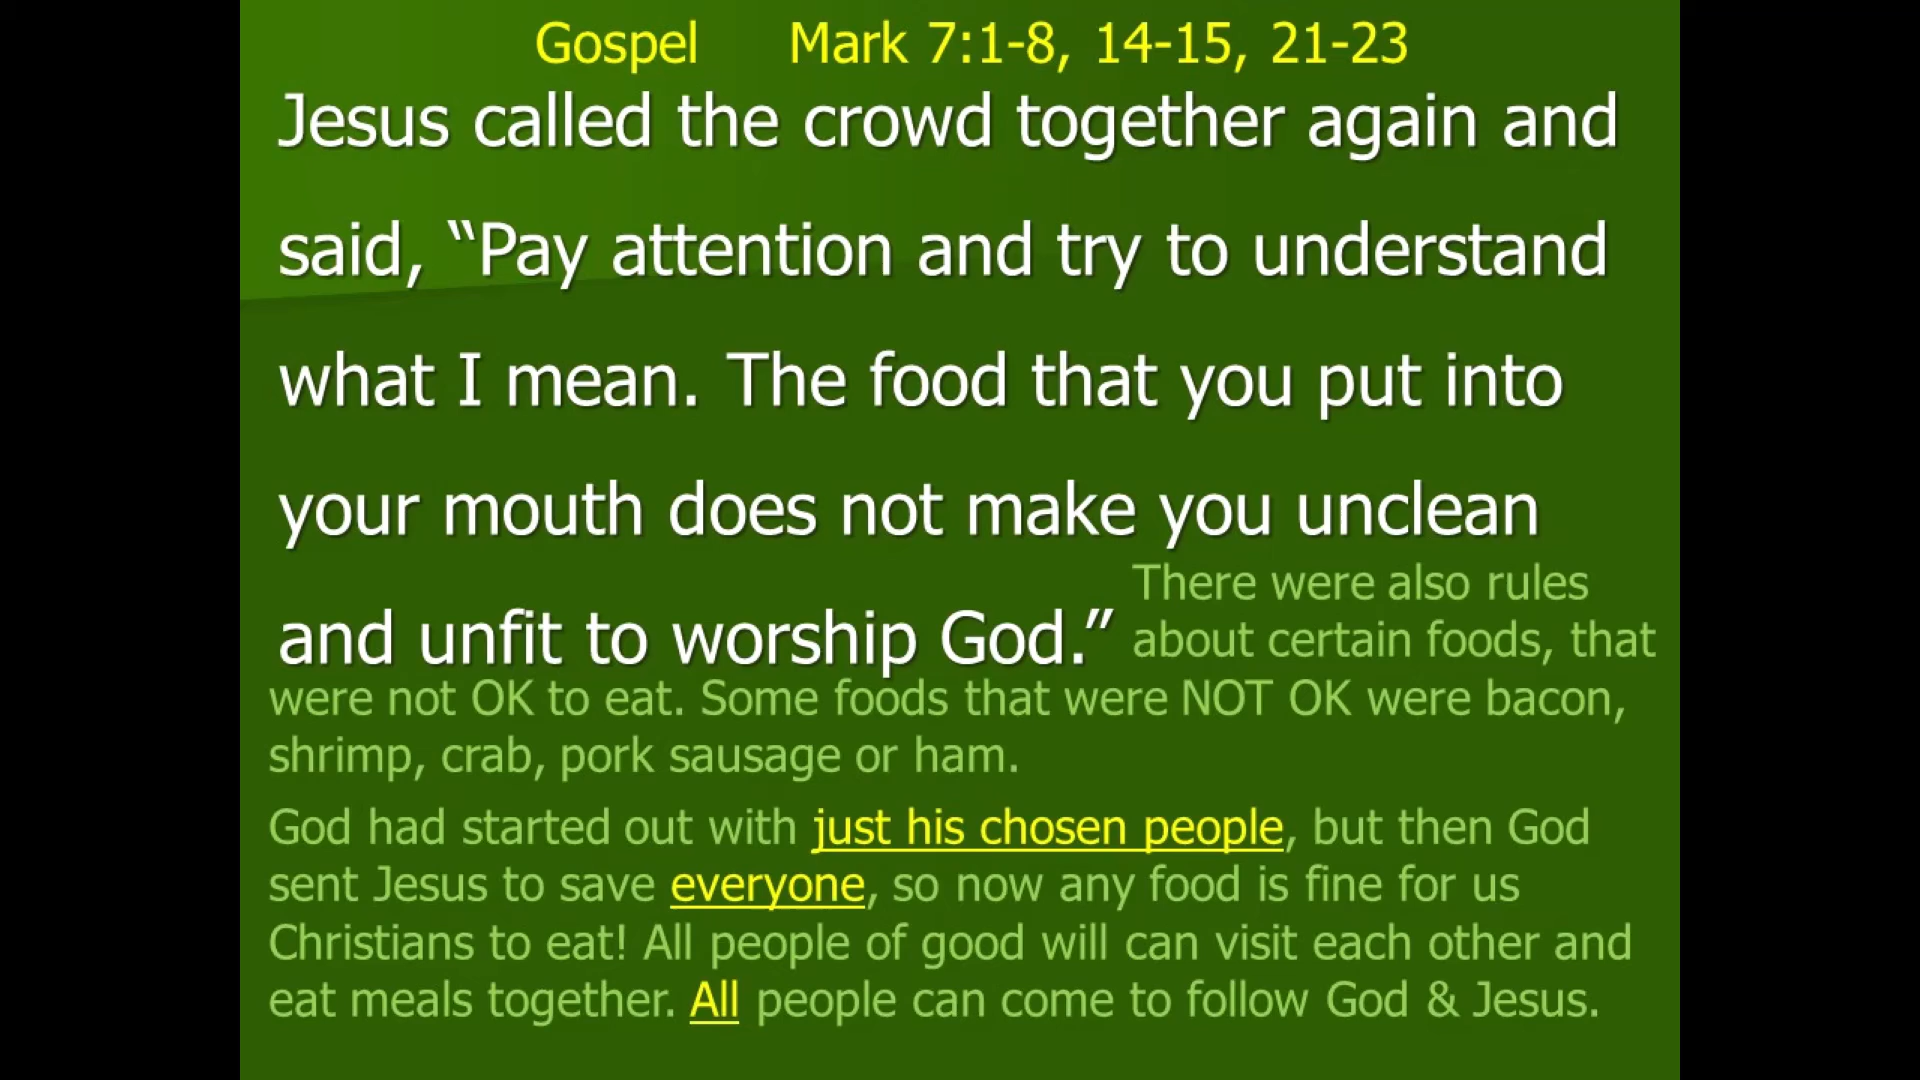 Gospel Mark 7:1-8, 14-15, 21-23
Jesus called the crowd together again and
said, “Pay attention and try to understand
what I mean. The food that you put into
your mouth does not make you unclean
and unfit to worship God.”
There were also rules
about certain foods, that
were not OK to eat. Some foods that were NOT OK were bacon,
shrimp, crab, pork sausage or ham.
God had started out with just his chosen people, but then God
sent Jesus to save everyone, so now any food is fine for us
Christians to eat! All people of good will can visit each other and
eat meals together. All people can come to follow God & Jesus.